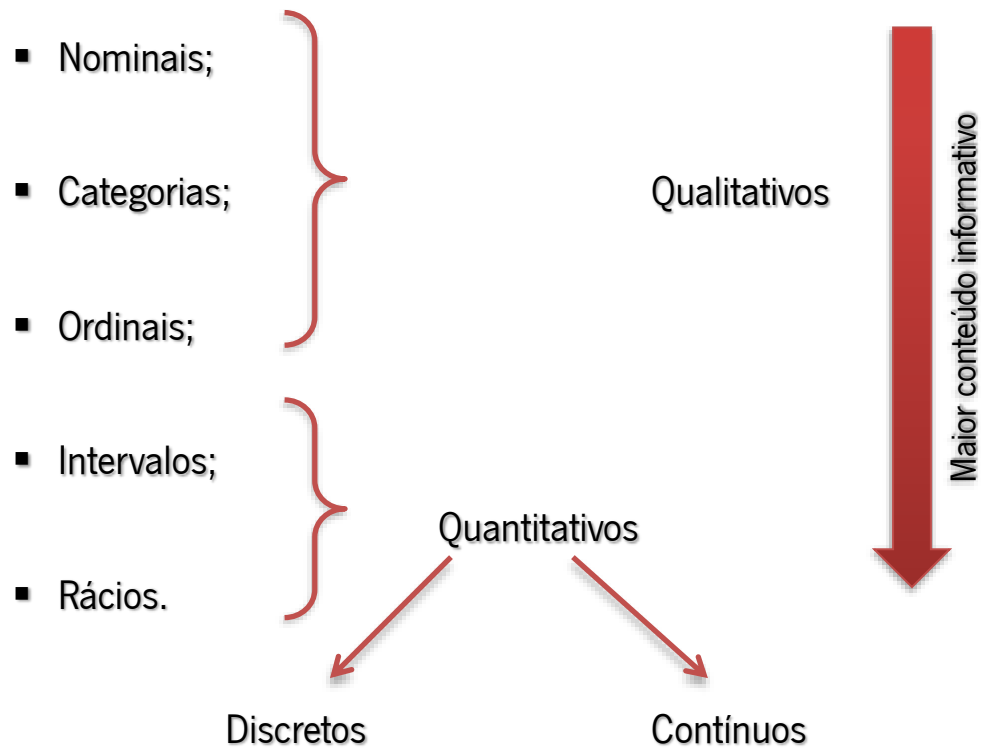 ▪ Nominais;
▪ Categorias;
Qualitativos
▪ Ordinais;
▪ Intervalos;
Quantitativos
▪ Rácios.
Discretos
Contínuos
Maior conteúdo informativo